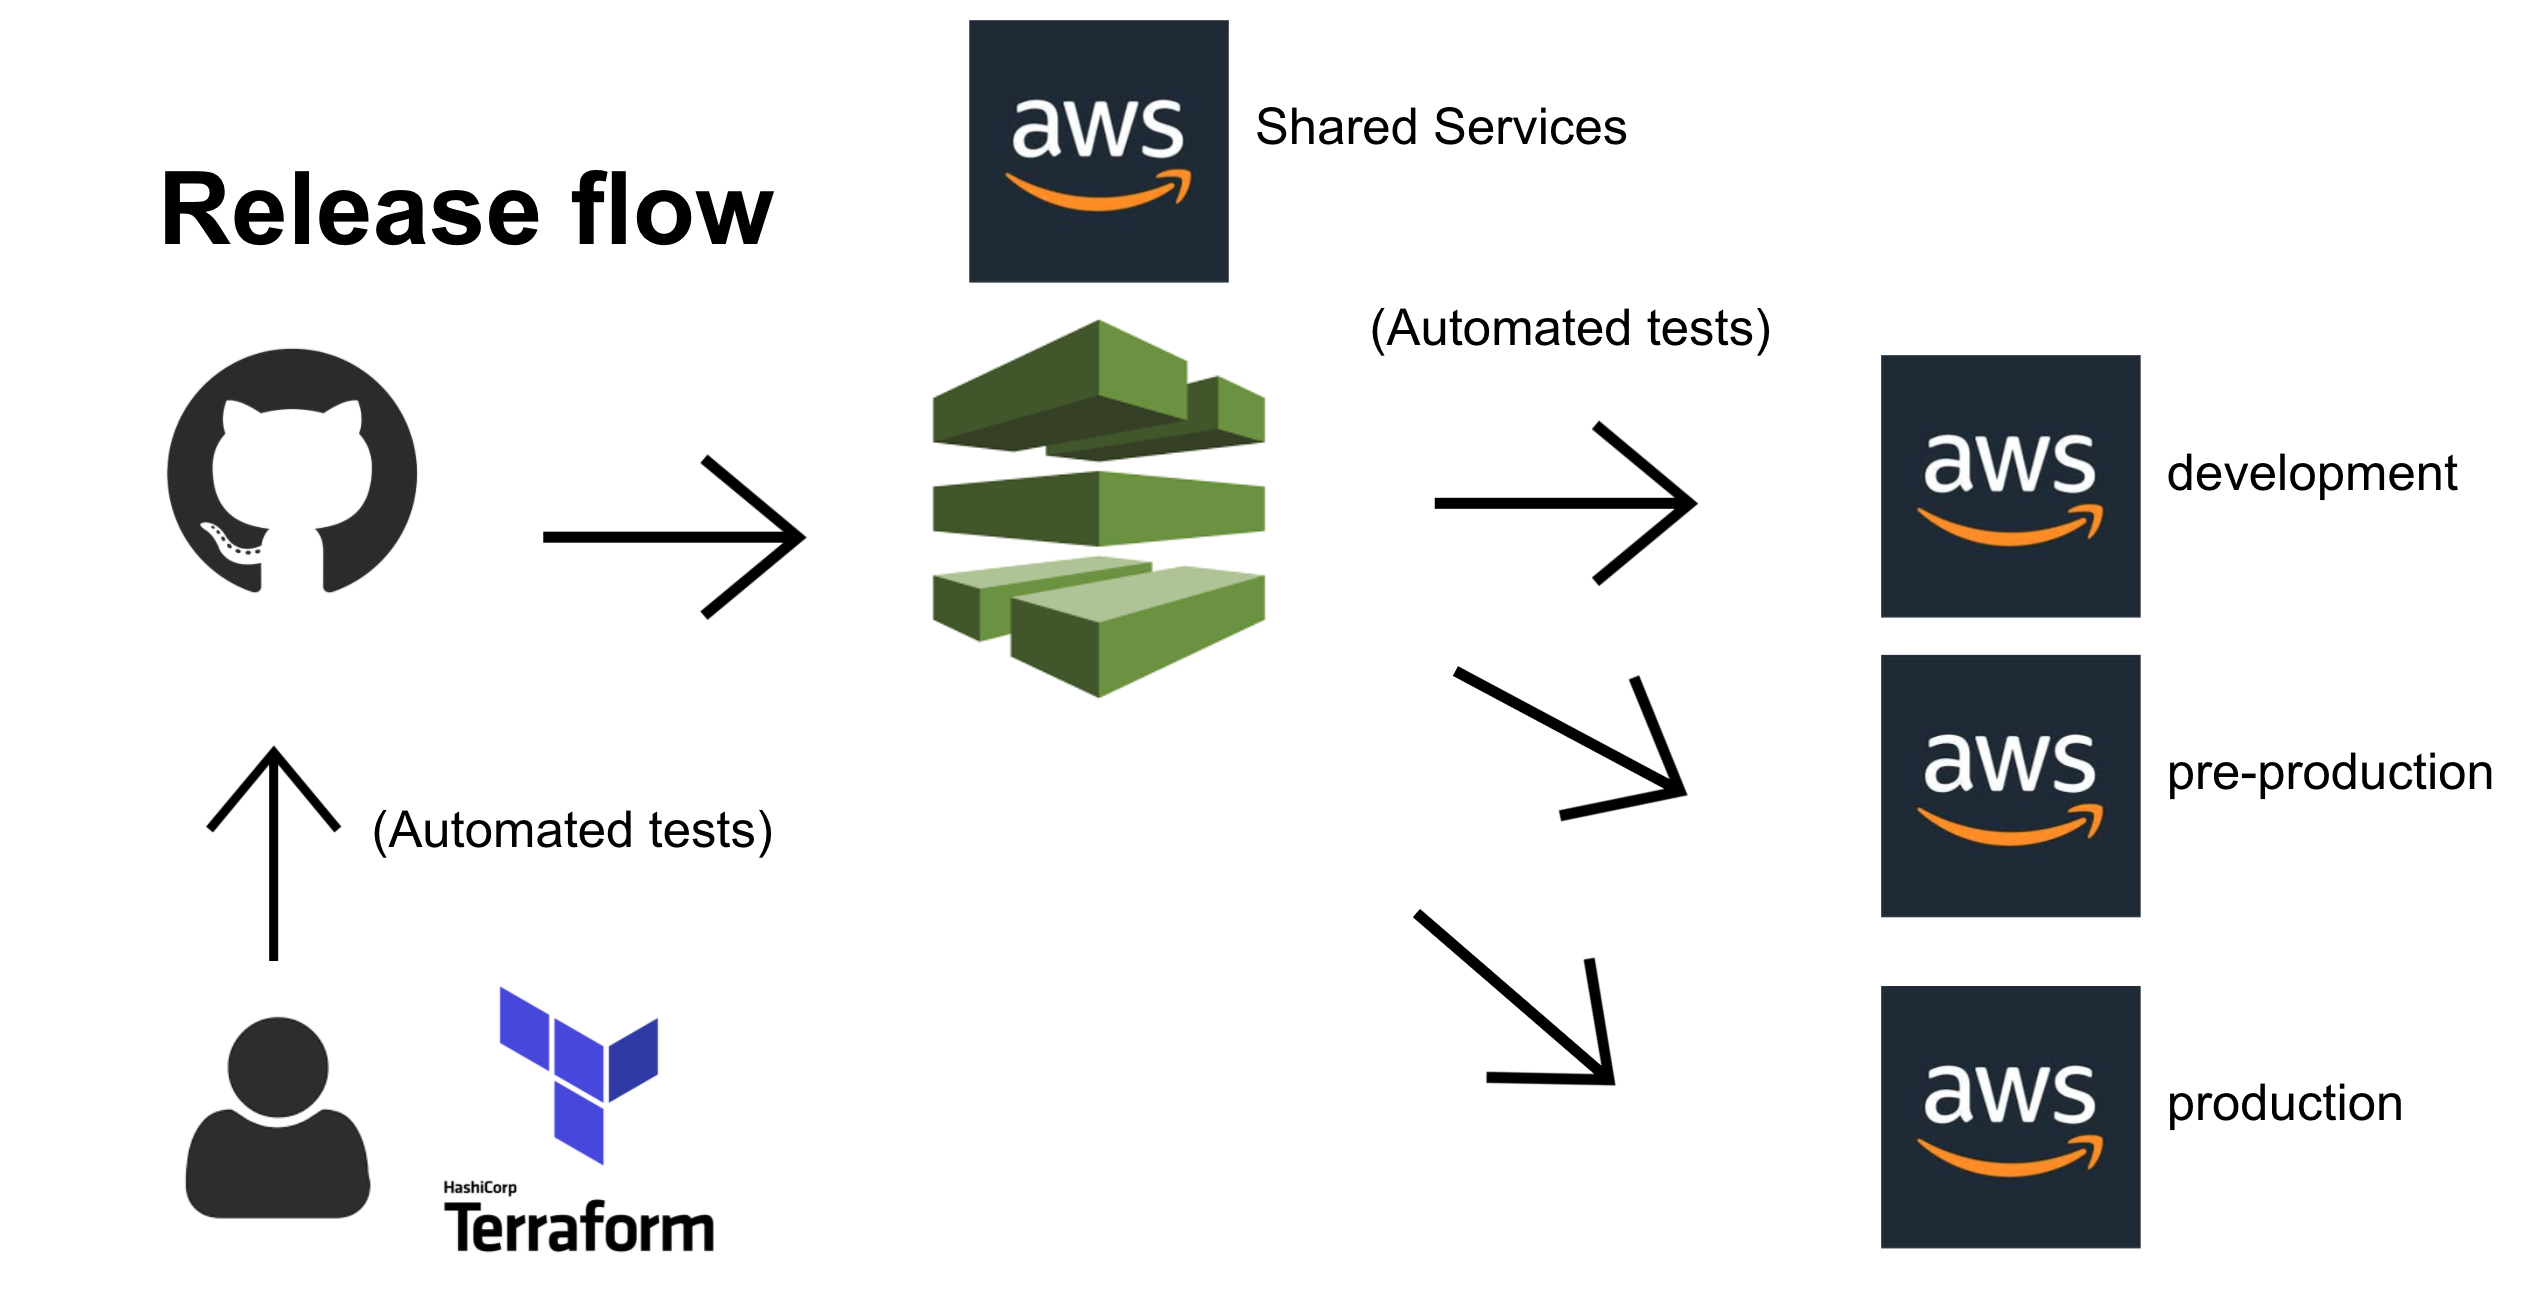 aws
Shared Services
Release flow
(Automated tests)
aws
development
aws
pre-production
(Automated tests)
aws
production
HashiCorp
Terraform